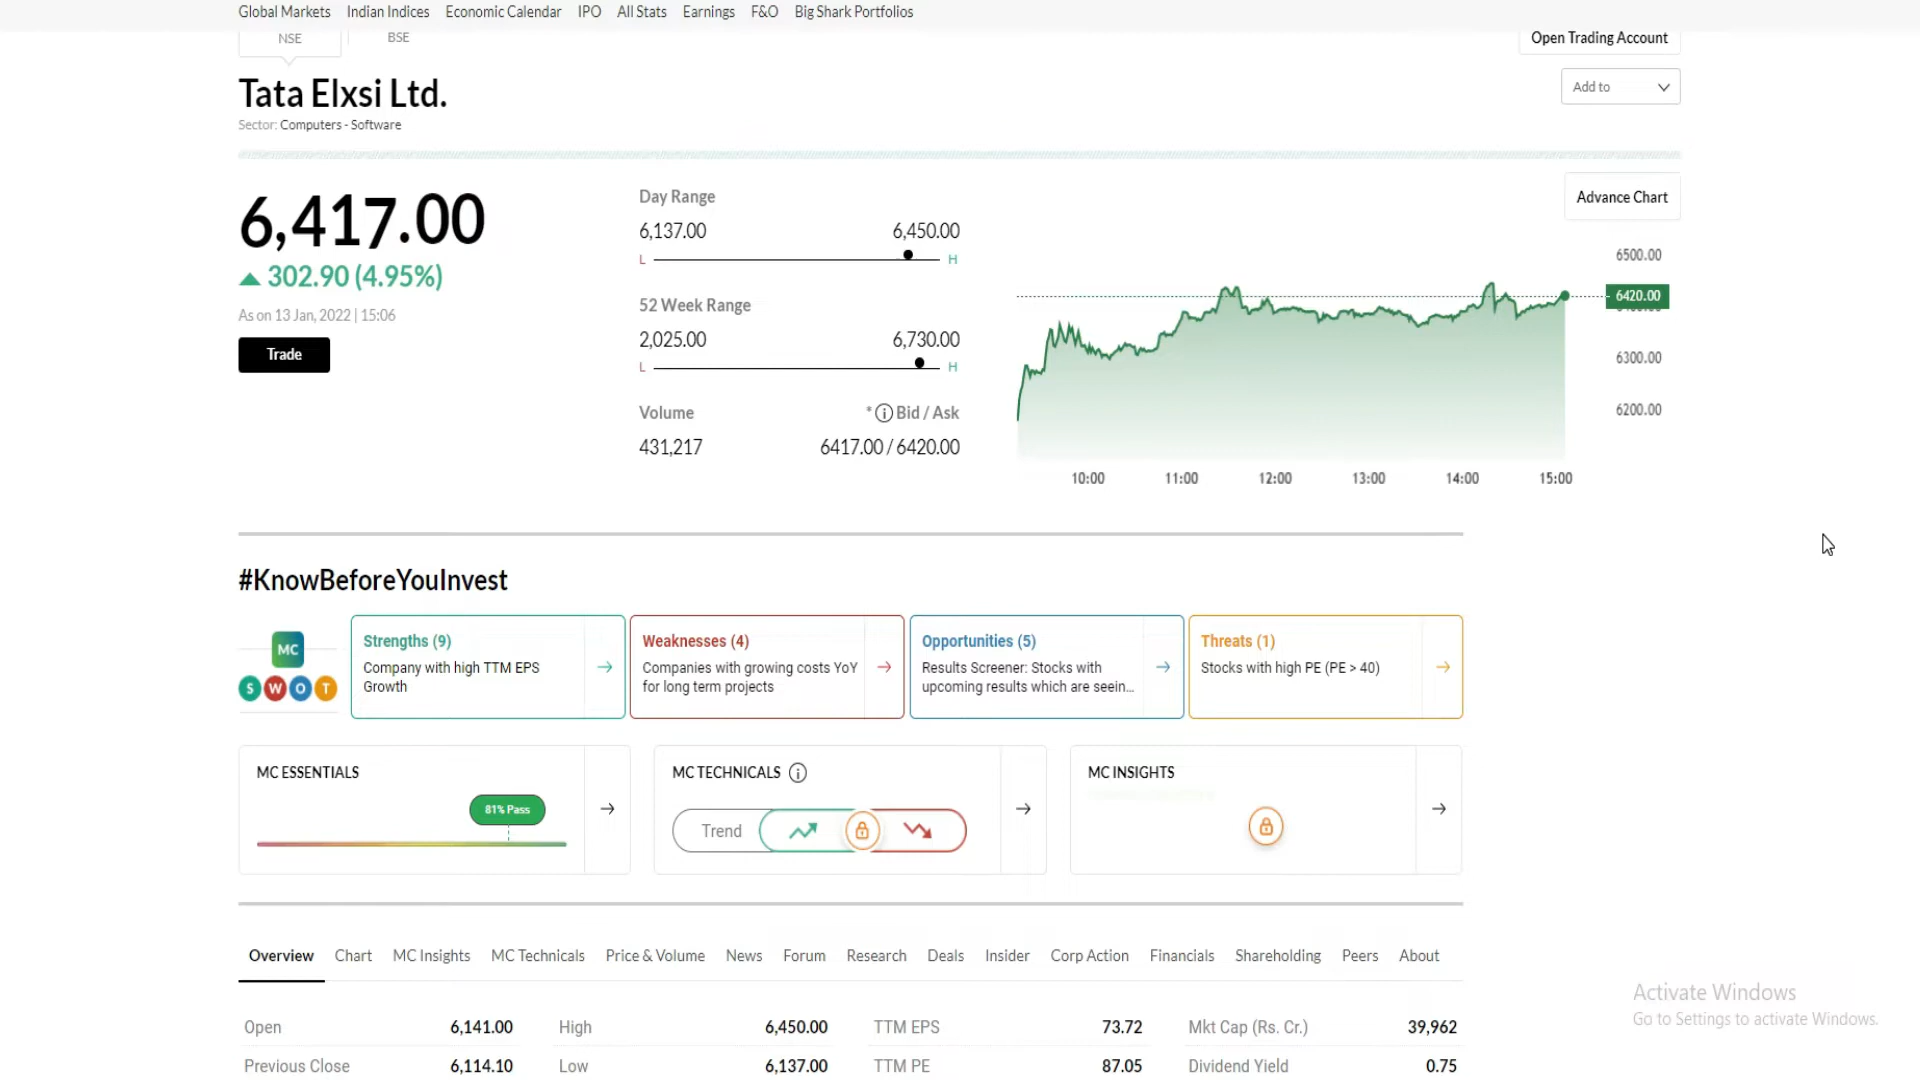 Global Markets Indian Indices Economic Calendar IPO All Stats Earnings F&O Big Shark Portfolios
NSE BSE
Open Trading Account
Tata Elxsi Ltd.
Add to
Sector: Computers - Software
6,417.00
302.90 (4.95%)
As on 13 Jan, 2022 | 15:06
Trade
Day Range
6,137.00 6,450.00
L H
52 Week Range
2,025.00 6,730.00
L H
Volume * Bid / Ask
431,217 6417.00 / 6420.00
Advance Chart
6500.00
6420.00
6300.00
6200.00
10:00 11:00 12:00 13:00 14:00 15:00
#KnowBeforeYouInvest
MC
S W O T
Strengths (9)
Company with high TTM EPS
Growth
Weaknesses (4)
Companies with growing costs YoY
for long term projects
Opportunities (5)
Results Screener: Stocks with
upcoming results which are seein...
Threats (1)
Stocks with high PE (PE > 40)
MC ESSENTIALS
81% Pass
MC TECHNICALS
Trend
MC INSIGHTS
Overview Chart MC Insights MC Technicals Price & Volume News Forum Research Deals Insider Corp Action Financials Shareholding Peers About
Open 6,141.00 High 6,450.00 TTM EPS 73.72 Mkt Cap (Rs. Cr.) 39,962
Previous Close 6,114.10 Low 6,137.00 TTM PE 87.05 Dividend Yield 0.75
Activate Windows
Go to Settings to activate Windows.